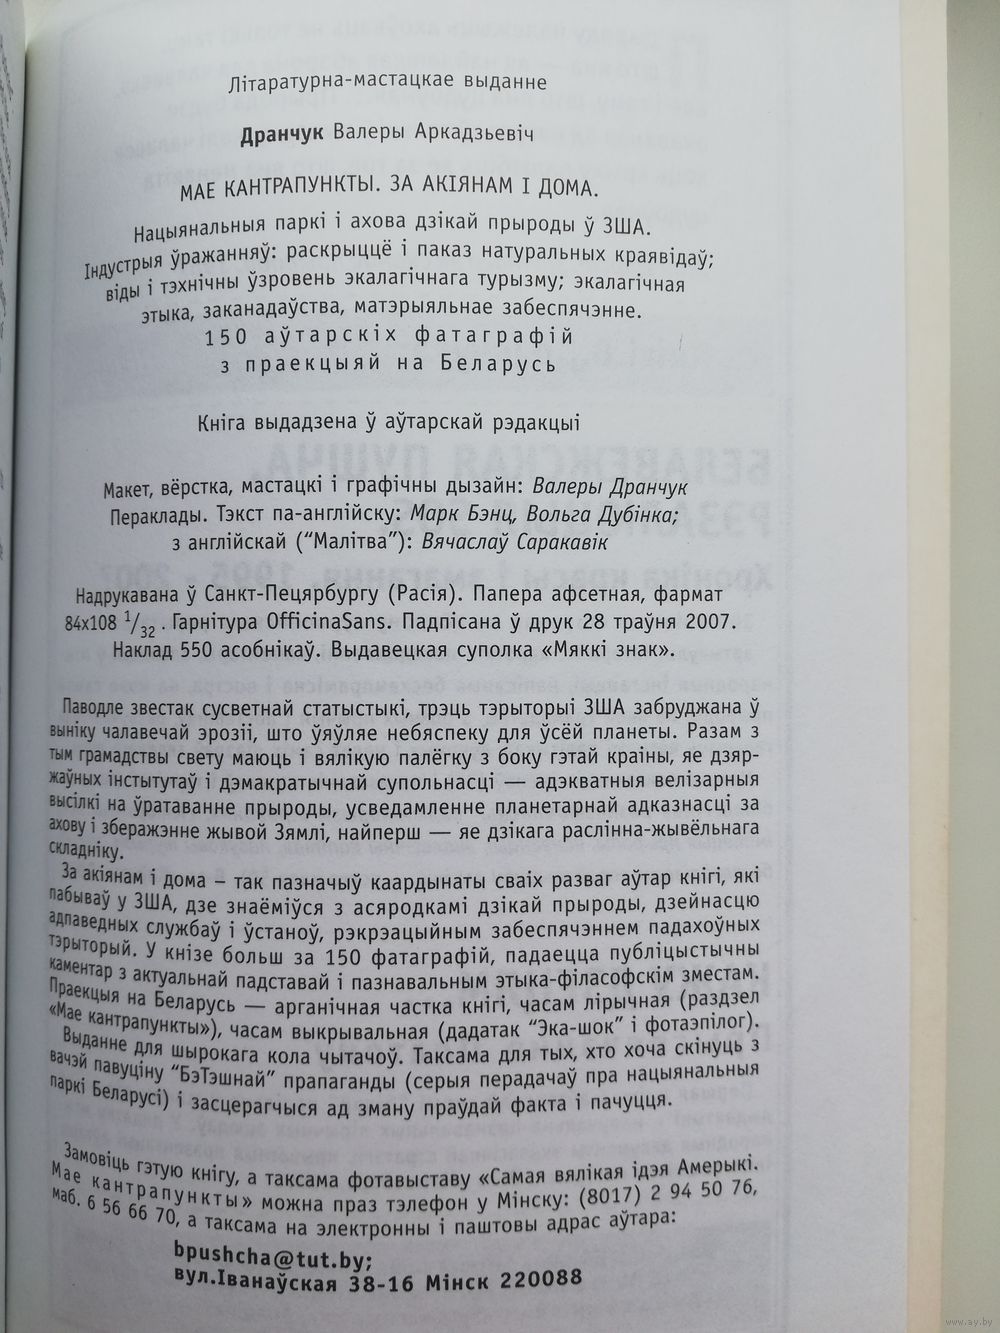 Літаратурна-мастацкае выданне
Дранчук Валеры Аркадзьевіч
МАЕ КАНТРАПУНКТЫ. ЗА АКІЯНАМ І ДОМА.
Нацыянальныя паркі і ахова дзікай прыроды ў ЗША.
Індустрыя ўражанняў: раскрыццё і паказ натуральных краявідаў;
віды і тэхнічны ўзровень экалагічнага турызму; экалагічная
этыка, заканадаўства, матэрыяльнае забеспячэнне.
150 аўтарскіх фатаграфій
з праекцыяй на Беларусь
Кніга выдадзена ў аўтарскай рэдакцыі
Макет, вёрстка, мастацкі і графічны дызайн: Валеры Дранчук
Пераклады. Тэкст па-англійску: Марк Бэнц, Вольга Дубінка;
з англійскай (“Малітва”): Вячаслаў Саракавік
Надрукавана ў Санкт-Пецярбургу (Расія). Папера афсетная, фармат
84х108 1/32 . Гарнітура OfficinaSans. Падпісана ў друк 28 траўня 2007.
Наклад 550 асобнікаў. Выдавецкая суполка «Мяккі знак».
Паводле звестак сусветнай статыстыкі, трэць тэрыторыі ЗША забруджана ў
выніку чалавечай эрозіі, што ўяўляе небяспеку для ўсёй планеты. Разам з
тым грамадствы свету маюць і вялікую палёгку з боку гэтай краіны, яе дзяр-
жаўных інстытутаў і дэмакратычнай супольнасці — адэкватныя велізарныя
высілкі на ўратаванне прыроды, усведамленне планетарнай адказнасці за
ахову і зберажэнне жывой Зямлі, найперш — яе дзікага раслінна-жывёльнага
складніку.
За акіянам і дома – так пазначыў каардынаты сваіх развaг аўтар кнігі, які
пабываў у ЗША, дзе знаёміўся з асяродкамі дзікай прыроды, дзейнасцю
адпаведных службаў і ўстаноў, рэкрэацыйным забеспячэннем падахоўных
тэрыторый. У кнізе больш за 150 фатаграфій, падаецца публіцыстычны
каментар з актуальнай падставай і пазнавальным этыка-філасофскім зместам.
Праекцыя на Беларусь — арганічная частка кнігі, часам лірычная (раздзел
«Мае кантрапункты»), часам выкрывальная (дадатак “Эка-шок” і фотаэпілог).
Выданне для шырокага кола чытачоў. Таксама для тых, хто хоча скінуць з
вачэй павуціну “БэТэшнай” прапаганды (серыя перадачаў пра нацыянальныя
паркі Беларусі) і засцерагчыся ад зману праўдай факта і пачуцця.
Замовіць гэтую кнігу, а таксама фотавыставу «Самая вялікая ідэя Амерыкі.
Мае кантрапункты» можна праз тэлефон у Мінску: (8017) 2 94 50 76,
маб. 6 56 66 70, а таксама на электронны і паштовы адрас аўтара:
bpushcha@tut.by;
вул.Іванаўская 38-16 Мінск 220088
www.ay.by